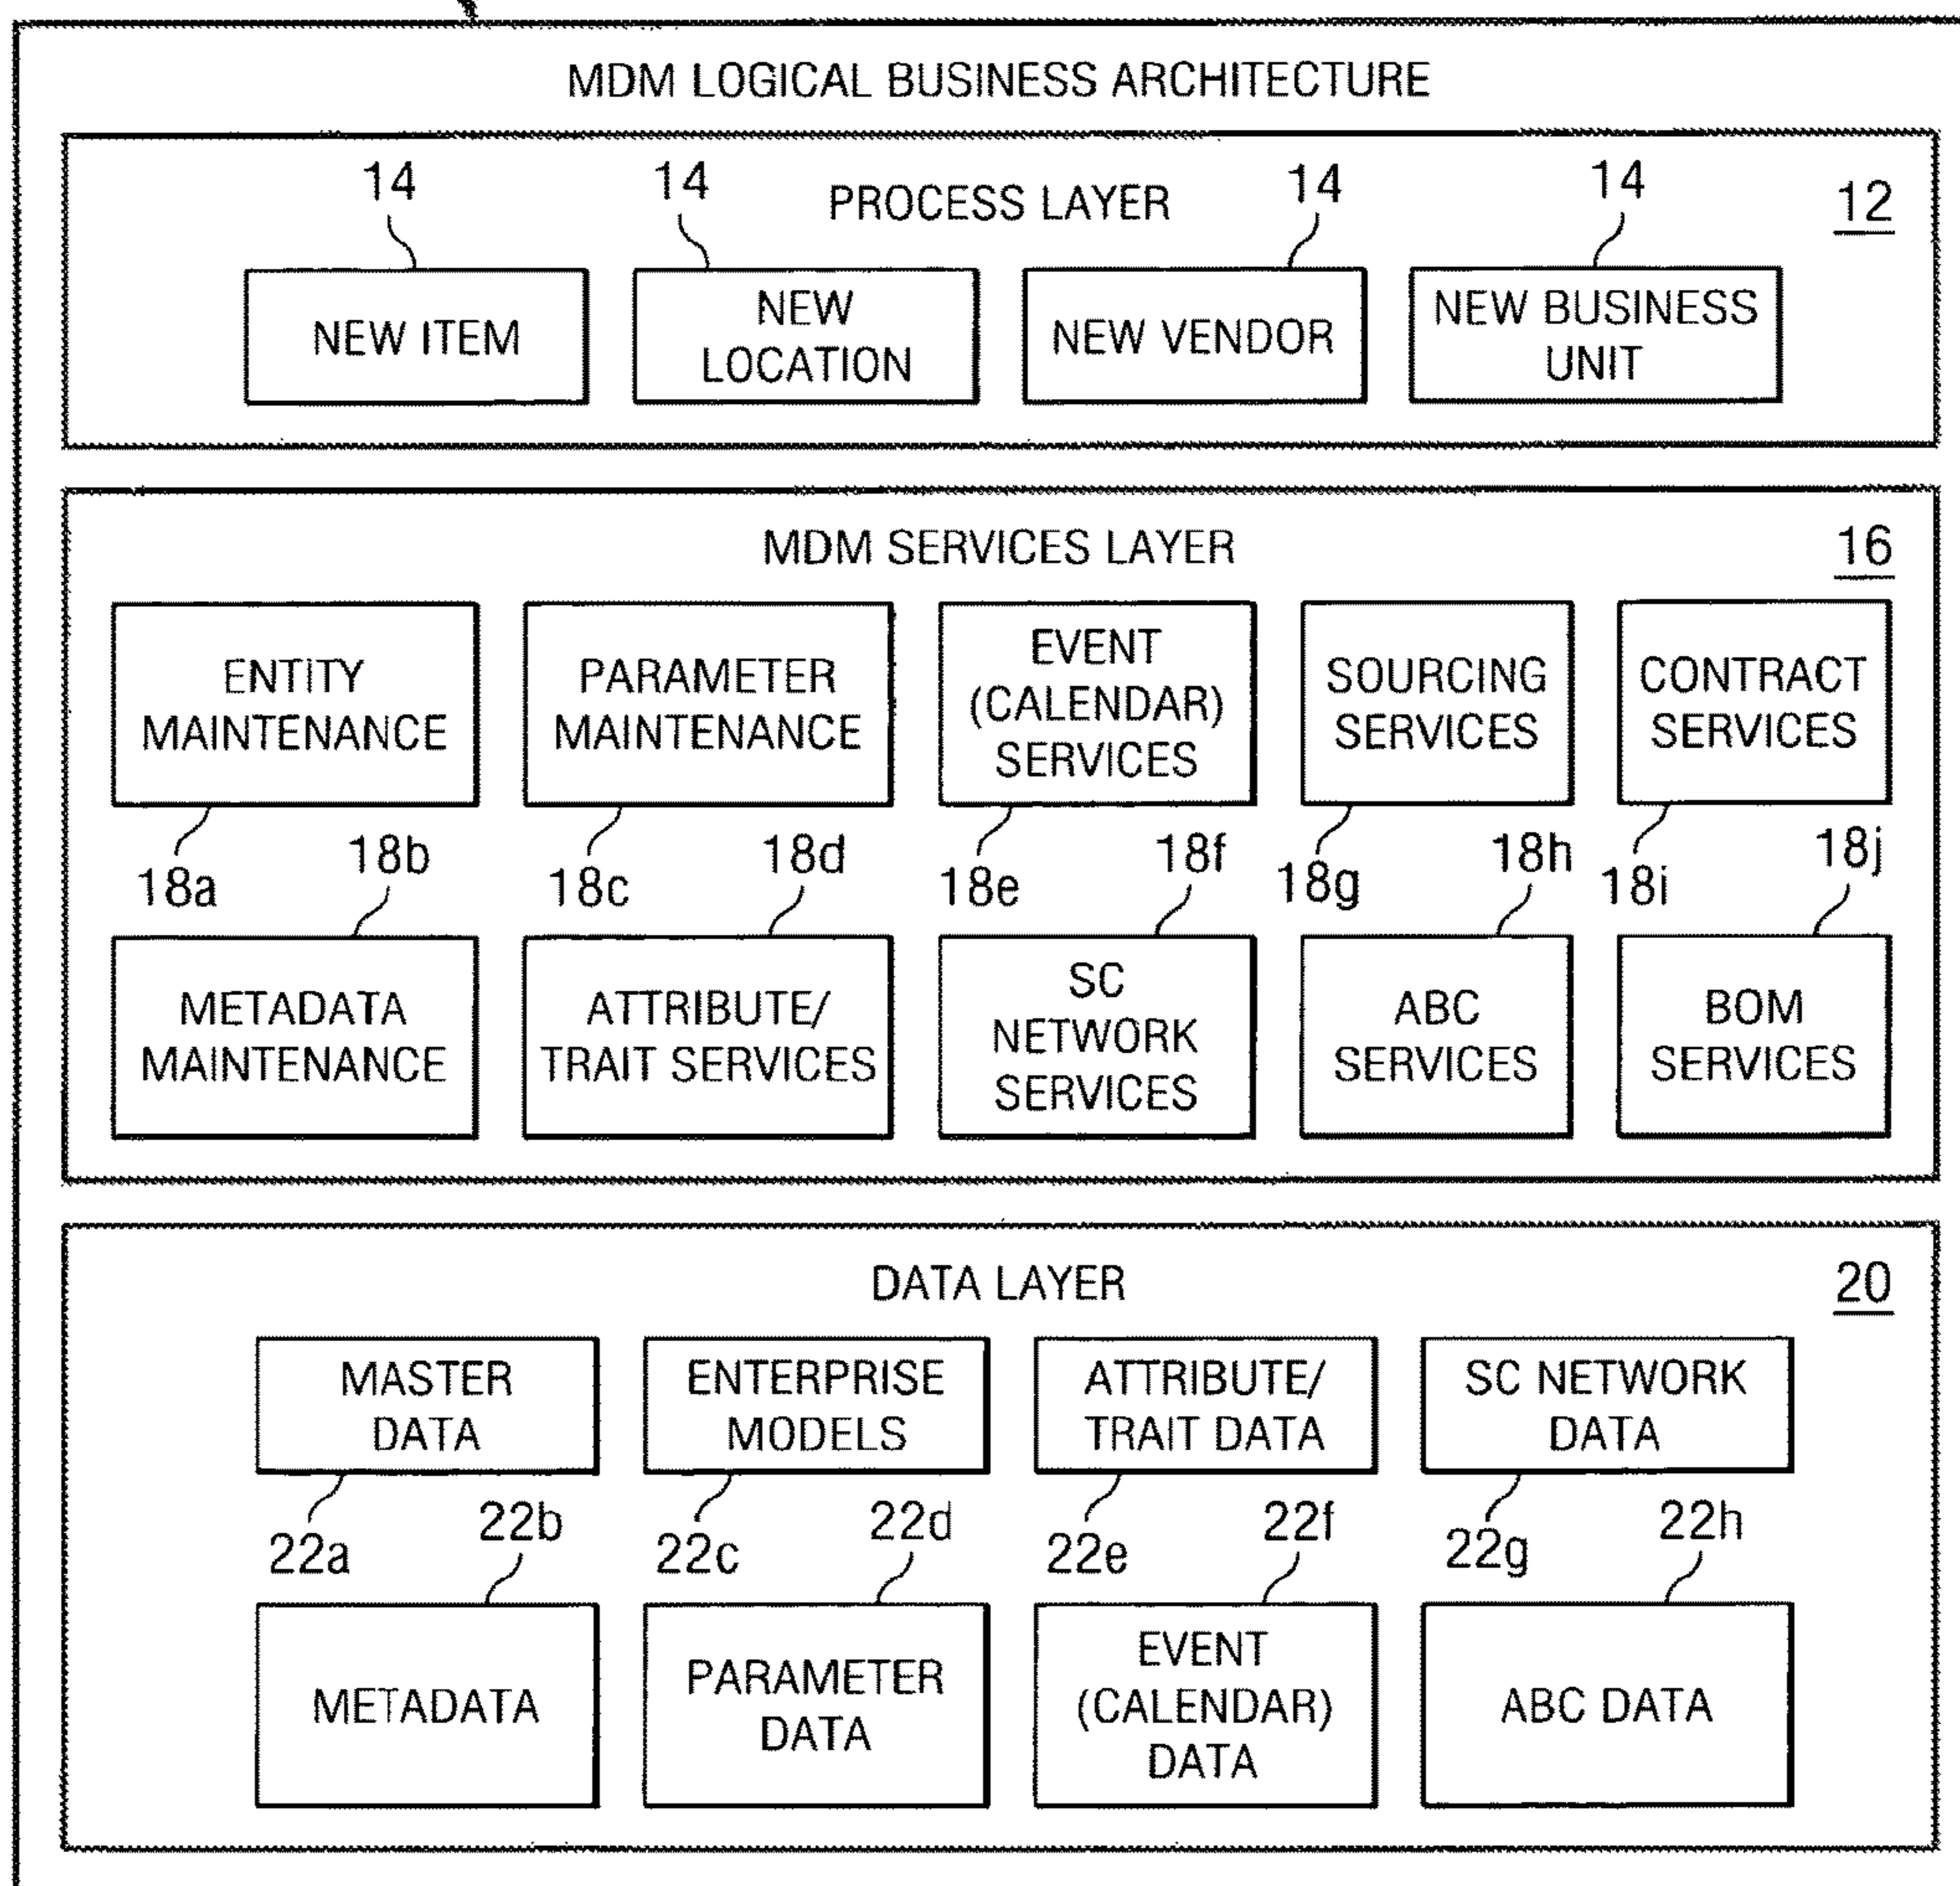 MDM LOGICAL BUSINESS ARCHITECTURE
14 14 PROCESS LAYER 14 14 12
NEW ITEM
NEW
LOCATION
NEW VENDOR
NEW BUSINESS
UNIT
MDM SERVICES LAYER 16
ENTITY
MAINTENANCE
PARAMETER
MAINTENANCE
EVENT
(CALENDAR)
SERVICES
SOURCING
SERVICES
CONTRACT
SERVICES
18a 18b 18c 18d 18e 18f 18g 18h 18i 18j
METADATA
MAINTENANCE
ATTRIBUTE/
TRAIT SERVICES
SC
NETWORK
SERVICES
ABC
SERVICES
BOM
SERVICES
DATA LAYER 20
MASTER
DATA
ENTERPRISE
MODELS
ATTRIBUTE/
TRAIT DATA
SC NETWORK
DATA
22a 22b 22c 22d 22e 22f 22g 22h
METADATA
PARAMETER
DATA
EVENT
(CALENDAR)
DATA
ABC DATA